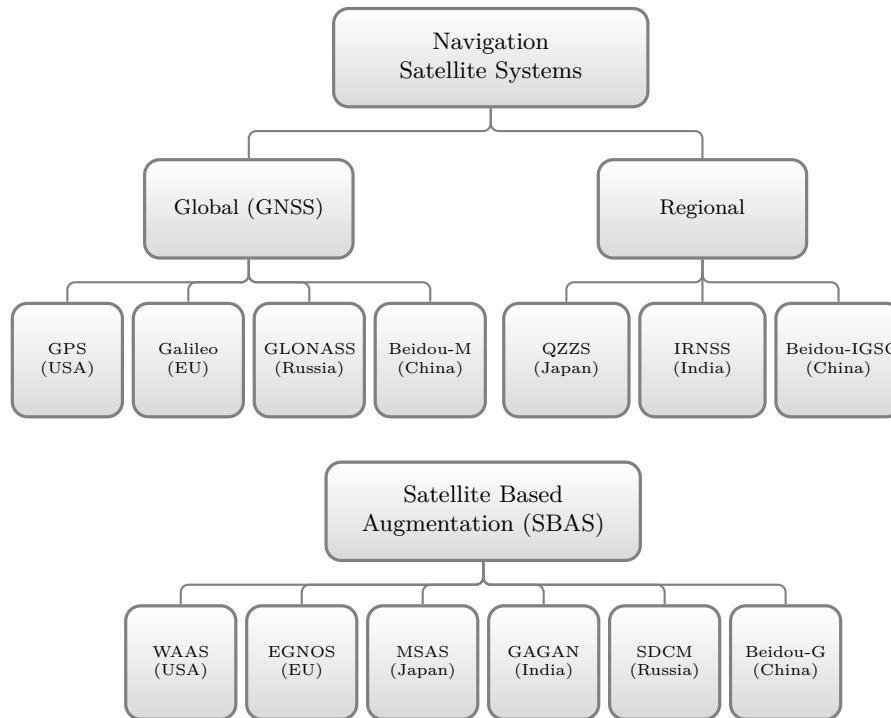 Navigation
Satellite Systems
Global (GNSS)
Regional
GPS
(USA)
Galileo
(EU)
GLONASS
(Russia)
Beidou-M
(China)
QZZS
(Japan)
IRNSS
(India)
Beidou-IGSO
(China)
Satellite Based
Augmentation (SBAS)
WAAS
(USA)
EGNOS
(EU)
MSAS
(Japan)
GAGAN
(India)
SDCM
(Russia)
Beidou-G
(China)